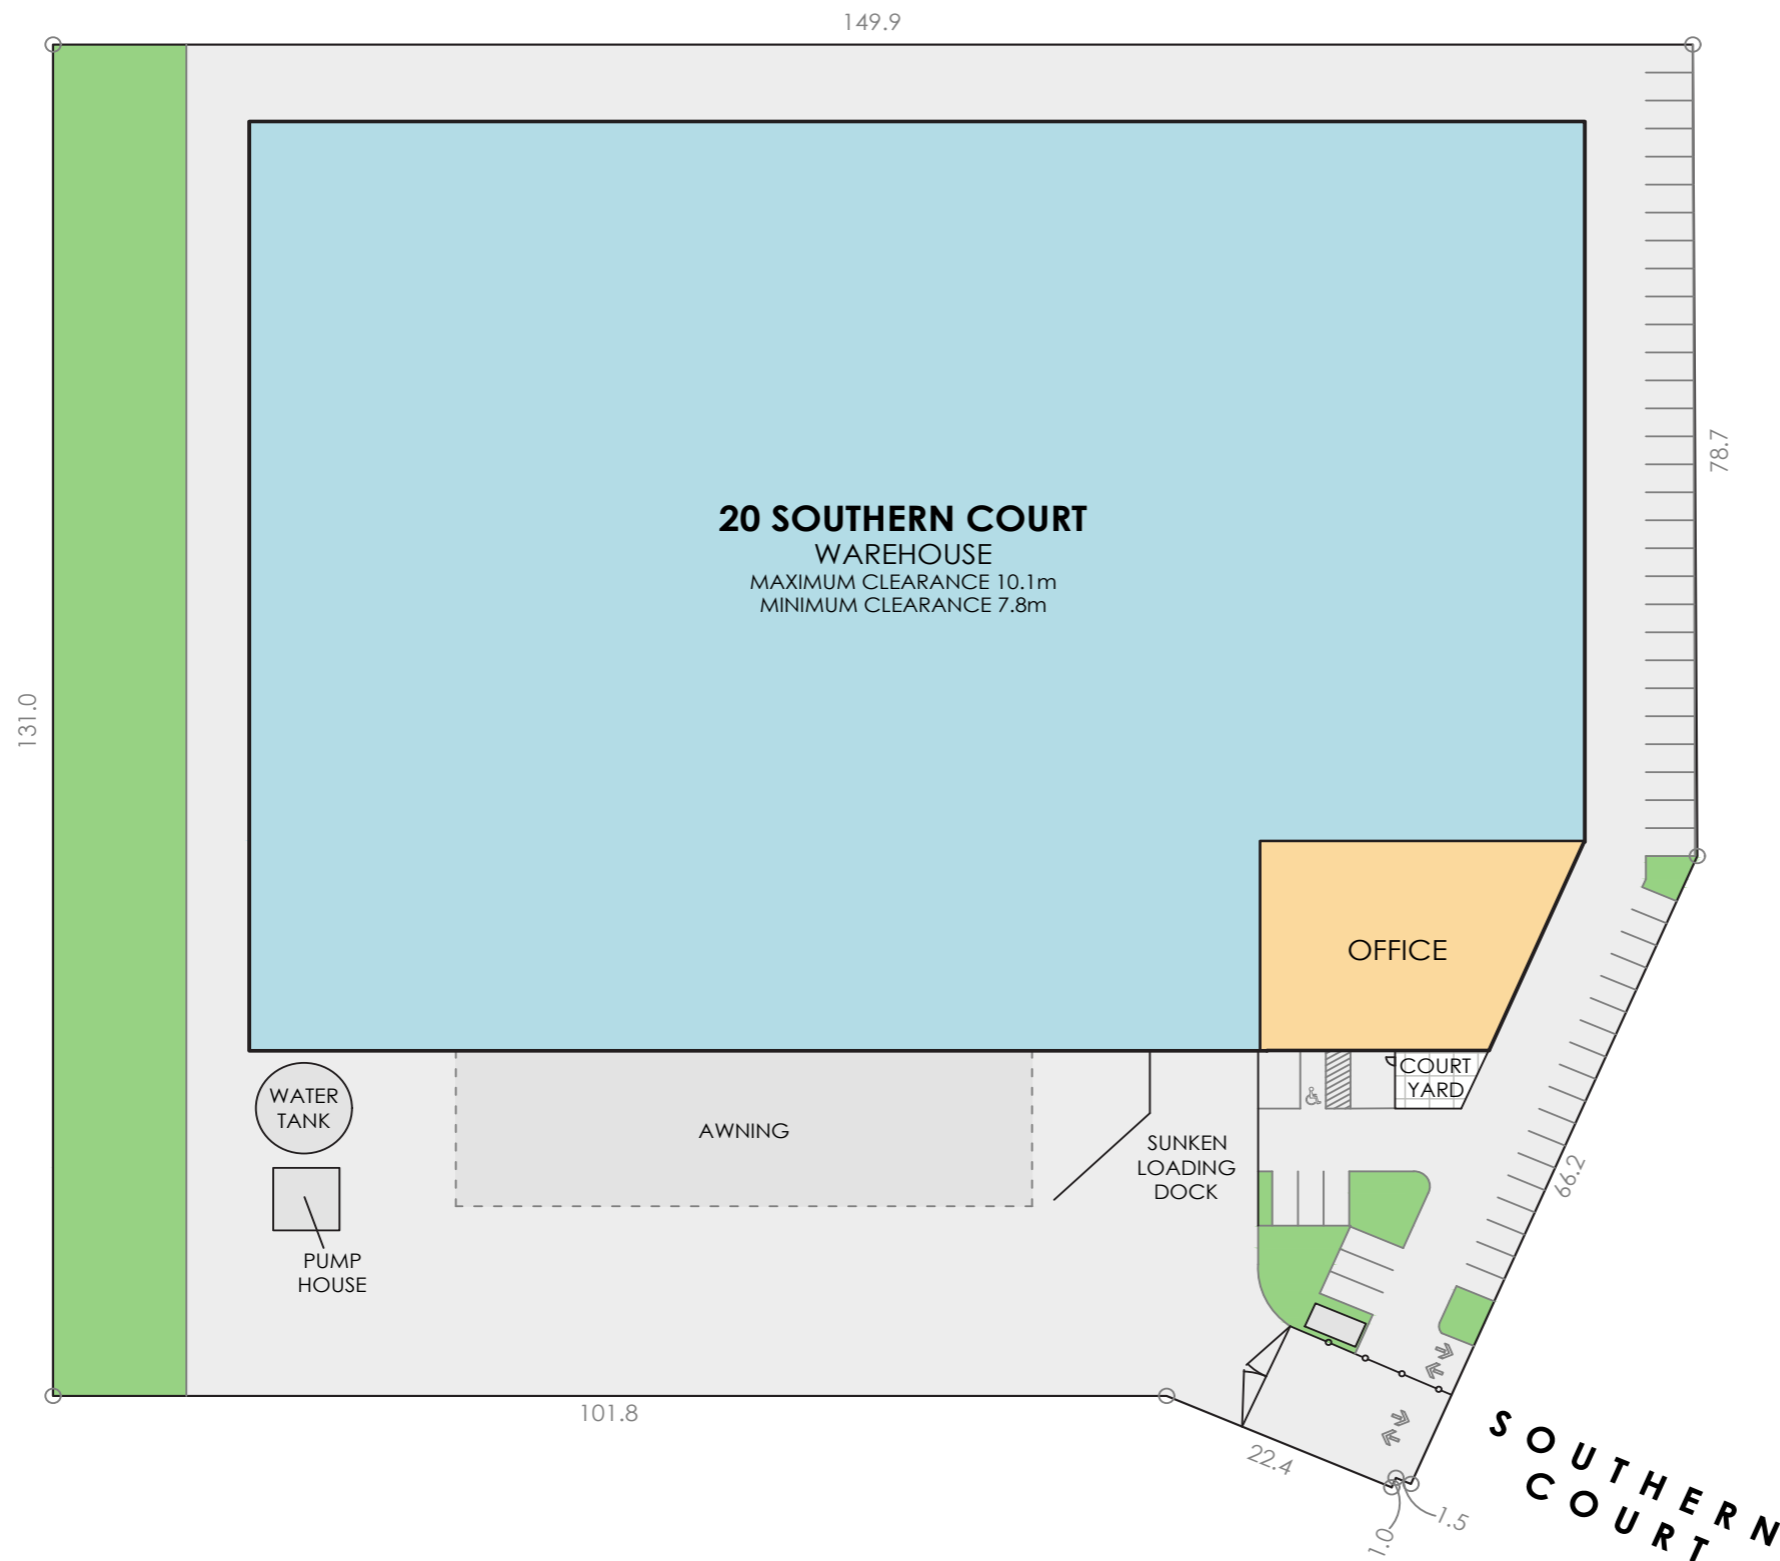 149.9
20 SOUTHERN COURT
WAREHOUSE
MAXIMUM CLEARANCE 10.1m
MINIMUM CLEARANCE 7.8m
78.7
131.0
OFFICE
WATER
TANK
AWNING
COURT
YARD
SUNKEN
LOADING
DOCK
PUMP
HOUSE
66.2
101.8
22.4
1.0
1.5
SOUTHERN
COURT